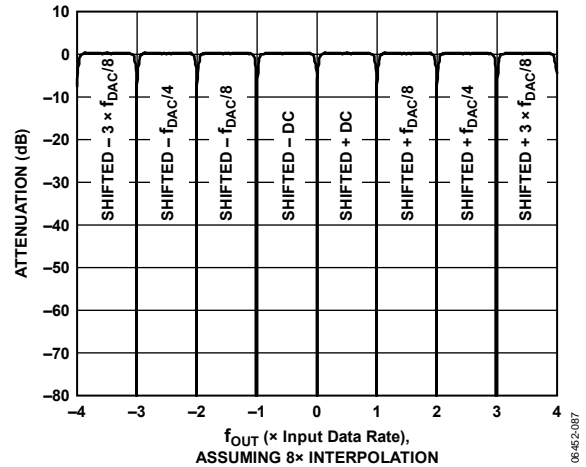 10
0
–10
–20
–30
–40
–50
–60
–70
–80
ATTENUATION (dB)
SHIFTED – 3 × fDAC/8
SHIFTED – fDAC/4
SHIFTED – fDAC/8
SHIFTED – DC
SHIFTED + DC
SHIFTED + fDAC/8
SHIFTED + fDAC/4
SHIFTED + 3 × fDAC/8
–4 –3 –2 –1 0 1 2 3 4
fOUT (× Input Data Rate),
ASSUMING 8× INTERPOLATION
06452-087